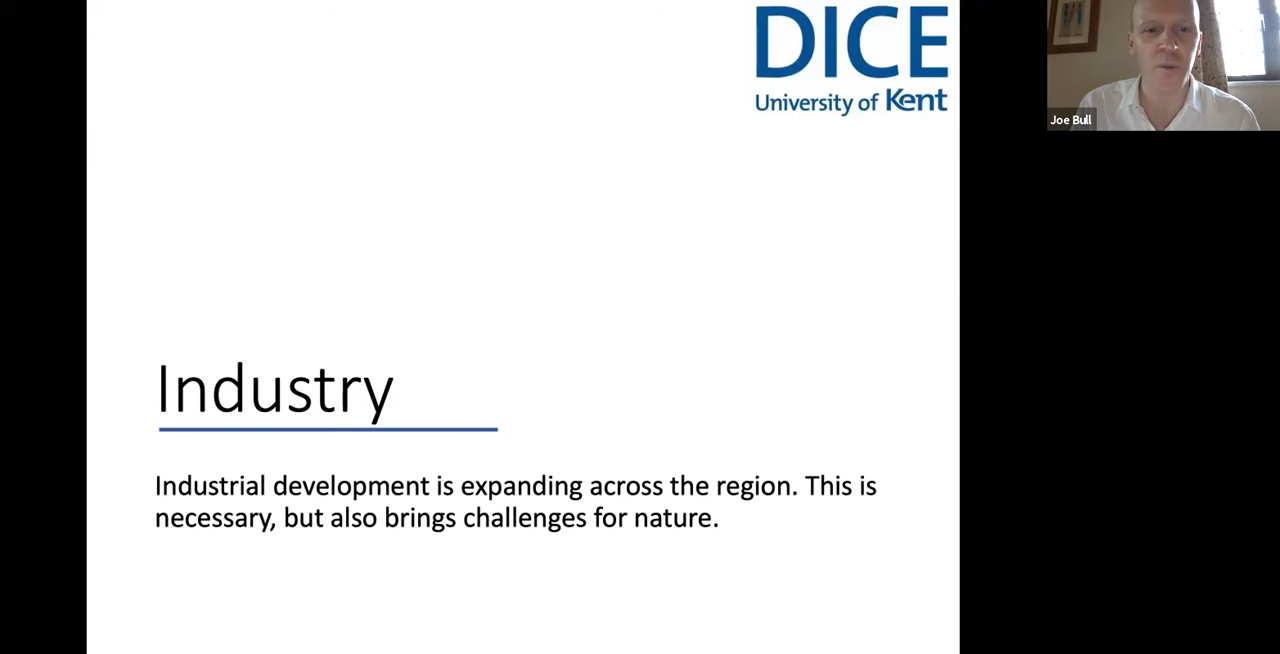 DICE
University of Kent
Joe Bull
Industry
Industrial development is expanding across the region. This is
necessary, but also brings challenges for nature.